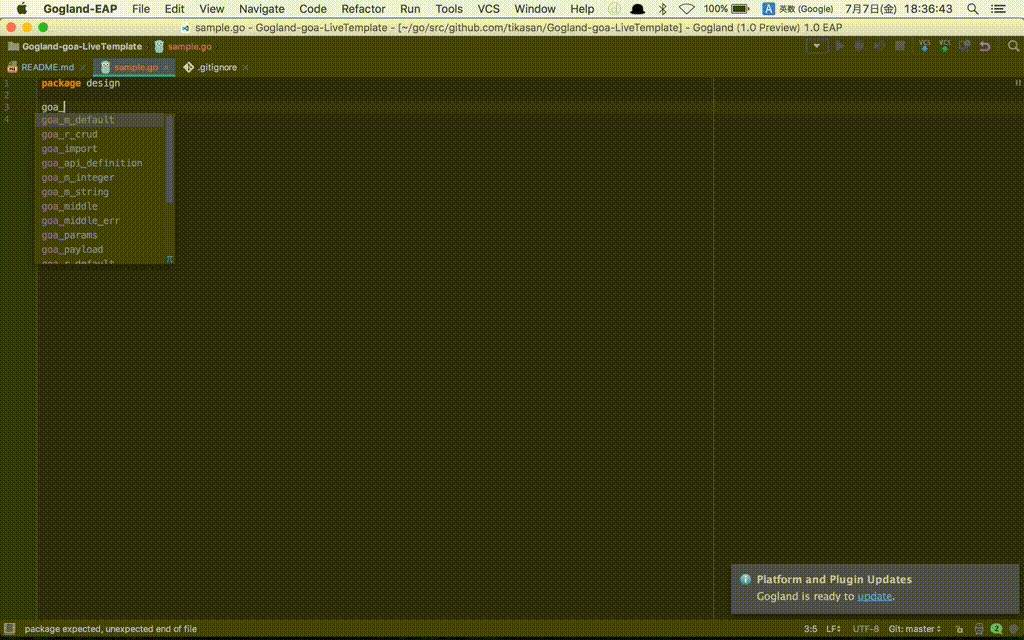 Gogland-EAP File Edit View Navigate Code Refactor Run Tools VCS Window Help 100% A 英数 (Google) 7月7日(金) 18:36:43
sample.go - Gogland-goa-LiveTemplate - [~/go/src/github.com/tikasan/Gogland-goa-LiveTemplate] - Gogland (1.0 Preview) 1.0 EAP
Gogland-goa-LiveTemplate sample.go VCS VCS
README.md sample.go .gitignore
1 package design
2
3 goa_
4
goa_m_default
goa_r_crud
goa_import
goa_api_definition
goa_m_integer
goa_m_string
goa_middle
goa_middle_err
goa_params
goa_payload
goa_r_default
π
Platform and Plugin Updates
Gogland is ready to update.
package expected, unexpected end of file 3:5 LF UTF-8 Git: master 2